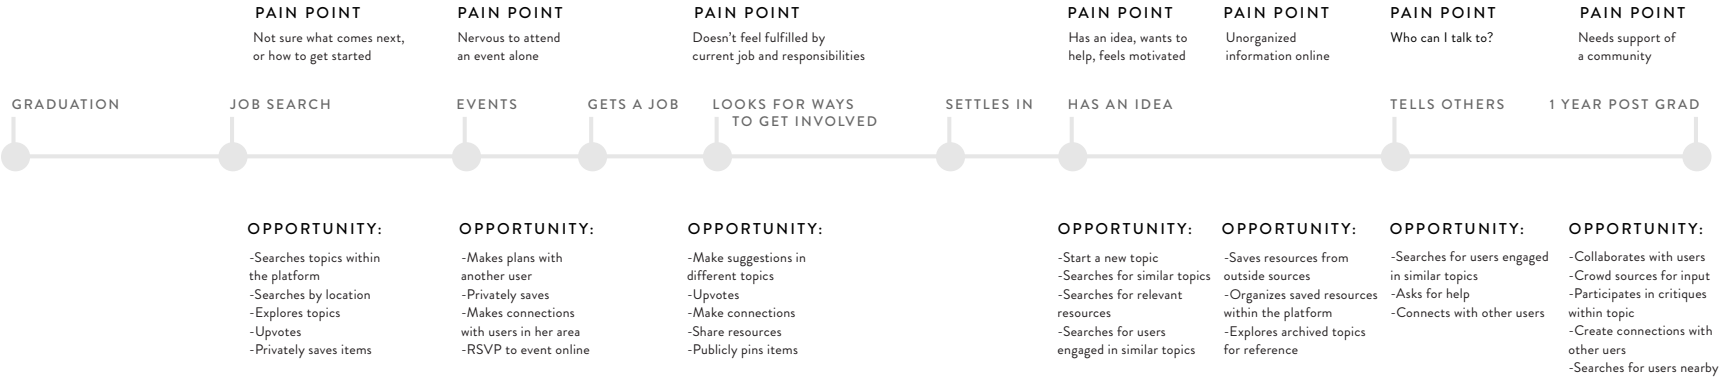 PAIN POINT
Not sure what comes next,
or how to get started
PAIN POINT
Nervous to attend
an event alone
PAIN POINT
Doesn't feel fulfilled by
current job and responsibilities
PAIN POINT
Has an idea, wants to
help, feels motivated
PAIN POINT
Unorganized
information online
PAIN POINT
Who can I talk to?
PAIN POINT
Needs support of
a community
GRADUATION
JOB SEARCH
EVENTS
GETS A JOB
LOOKS FOR WAYS
TO GET INVOLVED
SETTLES IN
HAS AN IDEA
TELLS OTHERS
1 YEAR POST GRAD
OPPORTUNITY:
-Searches topics within
the platform
-Searches by location
-Explores topics
-Upvotes
-Privately saves items
OPPORTUNITY:
-Makes plans with
another user
-Privately saves
-Makes connections
with users in her area
-RSVP to event online
OPPORTUNITY:
-Make suggestions in
different topics
-Upvotes
-Make connections
-Share resources
-Publicly pins items
OPPORTUNITY:
-Start a new topic
-Searches for similar topics
-Searches for relevant
resources
-Searches for users
engaged in similar topics
OPPORTUNITY:
-Saves resources from
outside sources
-Organizes saved resources
within the platform
-Explores archived topics
for reference
OPPORTUNITY:
-Searches for users engaged
in similar topics
-Asks for help
-Connects with other users
OPPORTUNITY:
-Collaborates with users
-Crowd sources for input
-Participates in critiques
within topic
-Create connections with
other uers
-Searches for users nearby